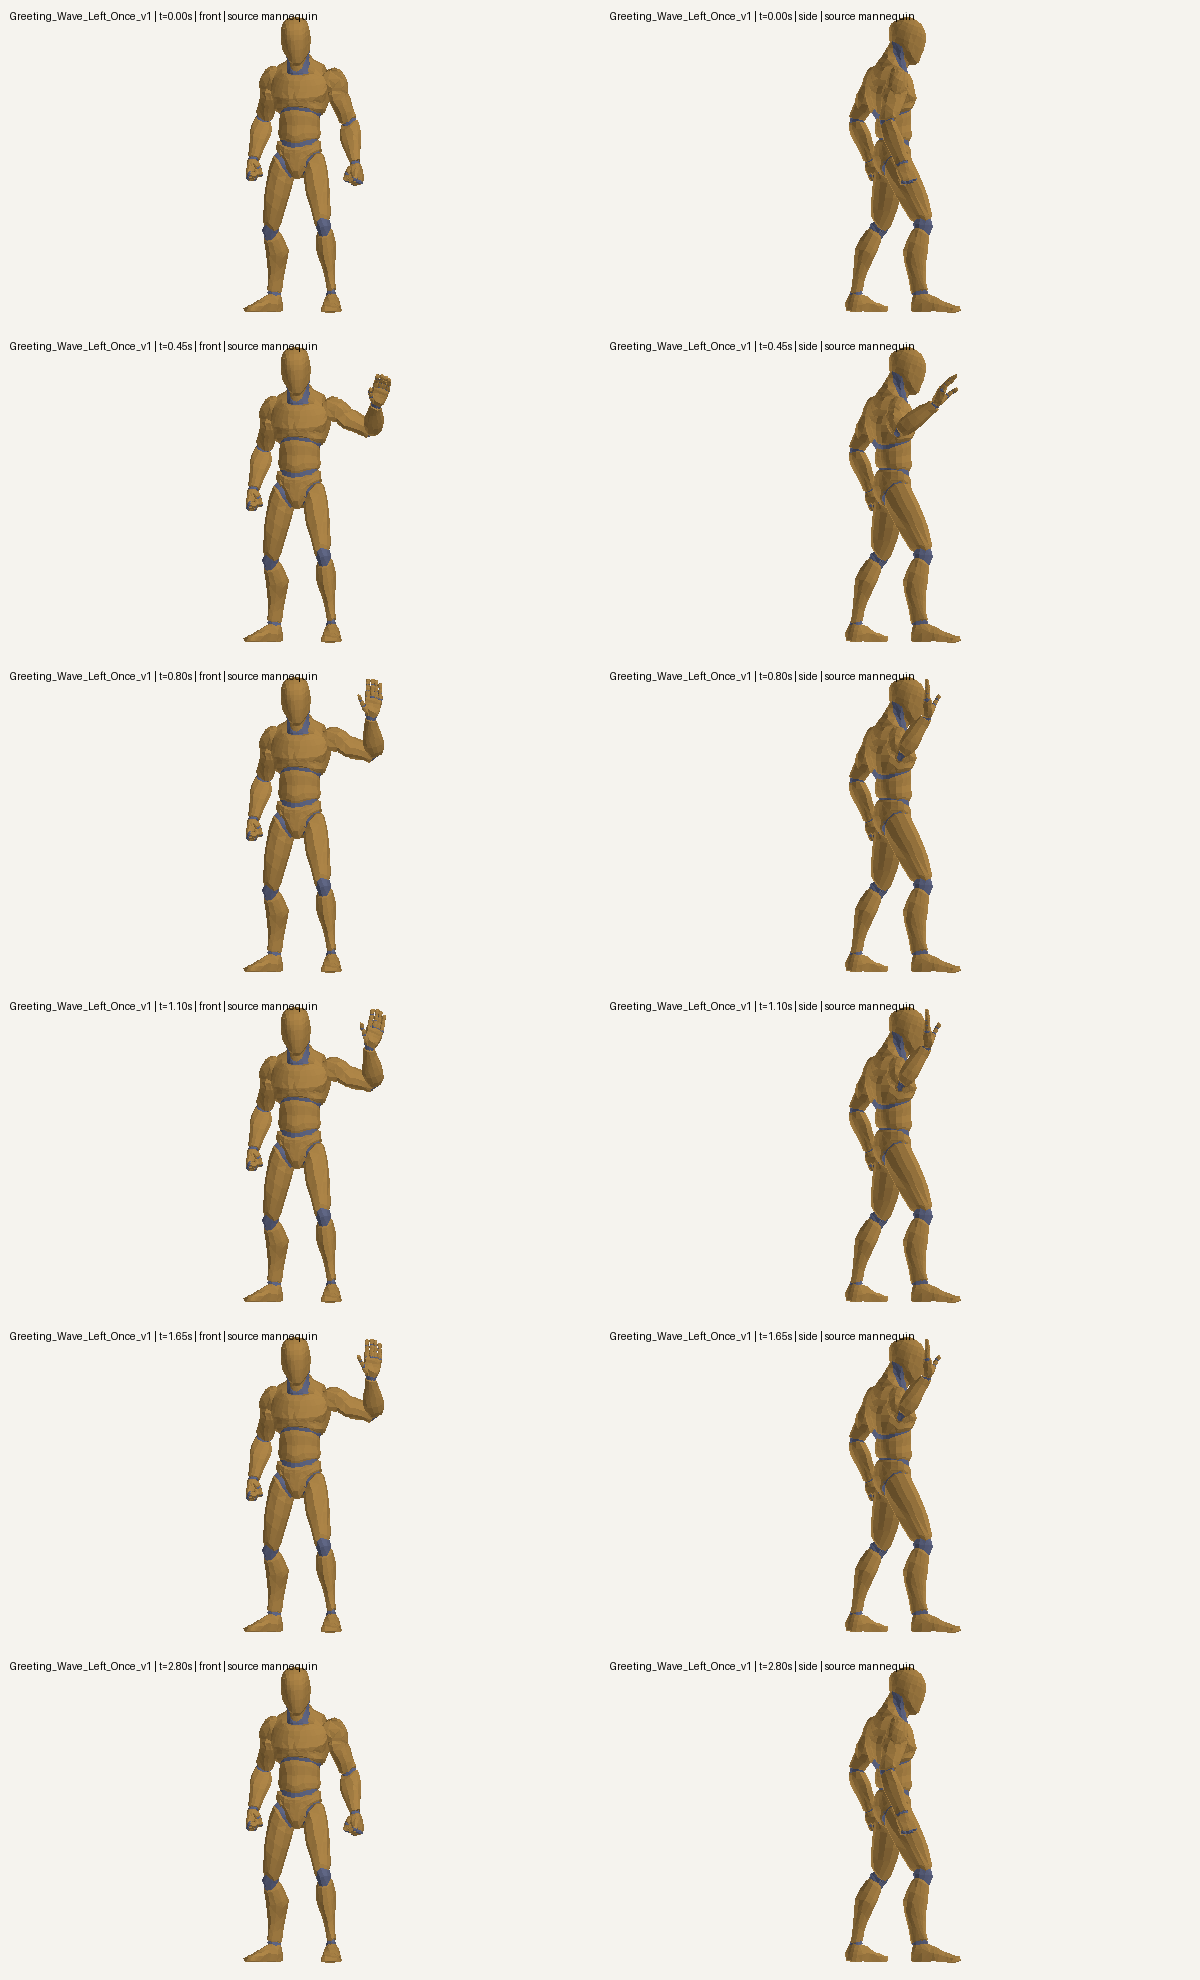 Greeting_Wave_Left_Once_v1 | t=0.00s | front | source mannequin
Greeting_Wave_Left_Once_v1 | t=0.00s | side | source mannequin
Greeting_Wave_Left_Once_v1 | t=0.45s | front | source mannequin
Greeting_Wave_Left_Once_v1 | t=0.45s | side | source mannequin
Greeting_Wave_Left_Once_v1 | t=0.80s | front | source mannequin
Greeting_Wave_Left_Once_v1 | t=0.80s | side | source mannequin
Greeting_Wave_Left_Once_v1 | t=1.10s | front | source mannequin
Greeting_Wave_Left_Once_v1 | t=1.10s | side | source mannequin
Greeting_Wave_Left_Once_v1 | t=1.65s | front | source mannequin
Greeting_Wave_Left_Once_v1 | t=1.65s | side | source mannequin
Greeting_Wave_Left_Once_v1 | t=2.80s | front | source mannequin
Greeting_Wave_Left_Once_v1 | t=2.80s | side | source mannequin